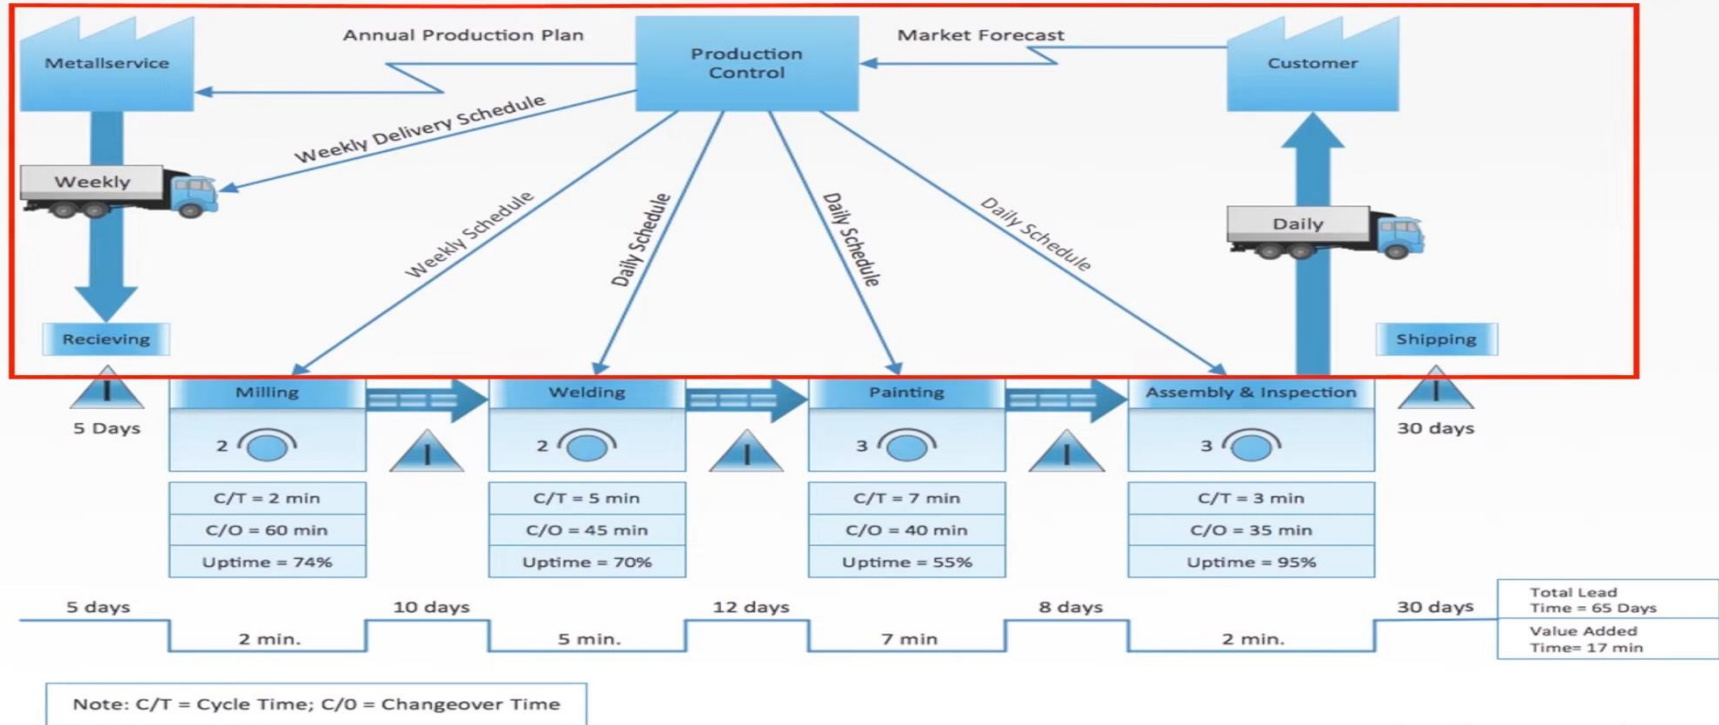 Annual Production Plan
Market Forecast
Metallservice
Production
Control
Customer
Weekly Delivery Schedule
Weekly
Weekly Schedule
Daily Schedule
Daily Schedule
Daily Schedule
Daily
Recieving
Shipping
Milling
Welding
Painting
Assembly & Inspection
5 Days
2
I
2
I
3
I
3
30 days
I
I
C/T = 2 min
C/T = 5 min
C/T = 7 min
C/T = 3 min
C/O = 60 min
C/O = 45 min
C/O = 40 min
C/O = 35 min
Uptime = 74%
Uptime = 70%
Uptime = 55%
Uptime = 95%
5 days
10 days
12 days
8 days
30 days
2 min.
5 min.
7 min
2 min.
Total Lead
Time = 65 Days
Value Added
Time= 17 min
Note: C/T = Cycle Time; C/0 = Changeover Time